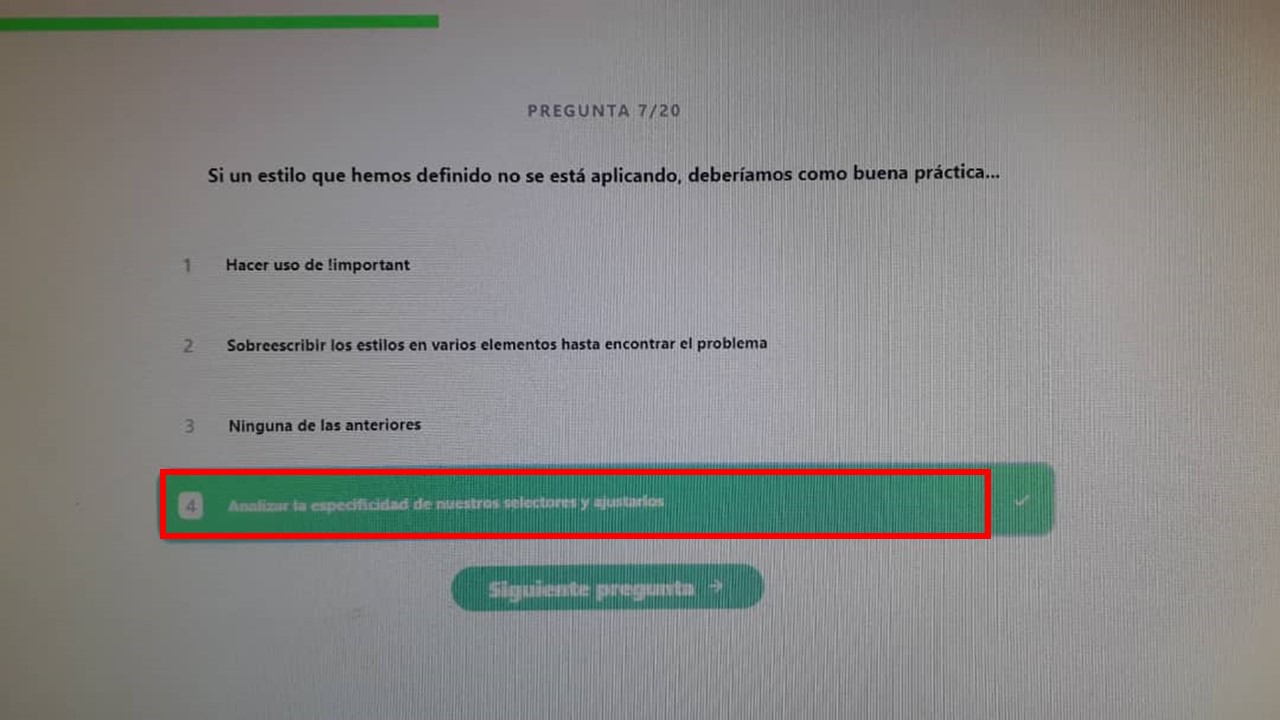 PREGUNTA 7/20
Si un estilo que hemos definido no se está aplicando, deberíamos como buena práctica...
1 Hacer uso de !important
2 Sobreescribir los estilos en varios elementos hasta encontrar el problema
3 Ninguna de las anteriores
4 Analizar la especificidad de nuestros selectores y ajustarlos
Siguiente pregunta →